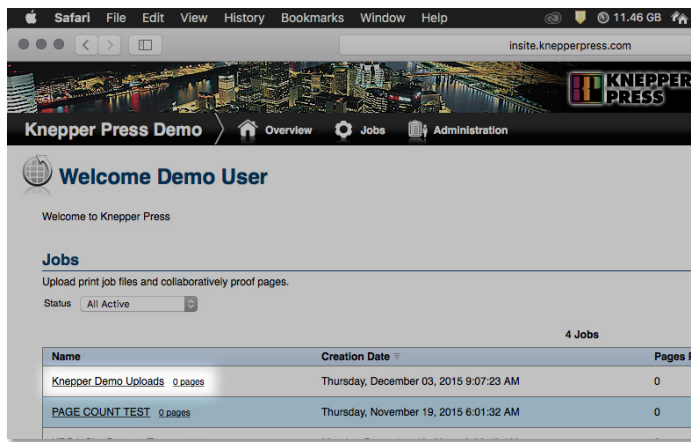 Safari File Edit View History Bookmarks Window Help 11.46 GB
insite.knepperpress.com
KNEPPER
PRESS
Knepper Press Demo Overview Jobs Administration
Welcome Demo User
Welcome to Knepper Press
Jobs
Upload print job files and collaboratively proof pages.
Status All Active
4 Jobs
Name Creation Date Pages
Knepper Demo Uploads 0 pages Thursday, December 03, 2015 9:07:23 AM 0
PAGE COUNT TEST 0 pages Thursday, November 19, 2015 6:01:32 AM 0